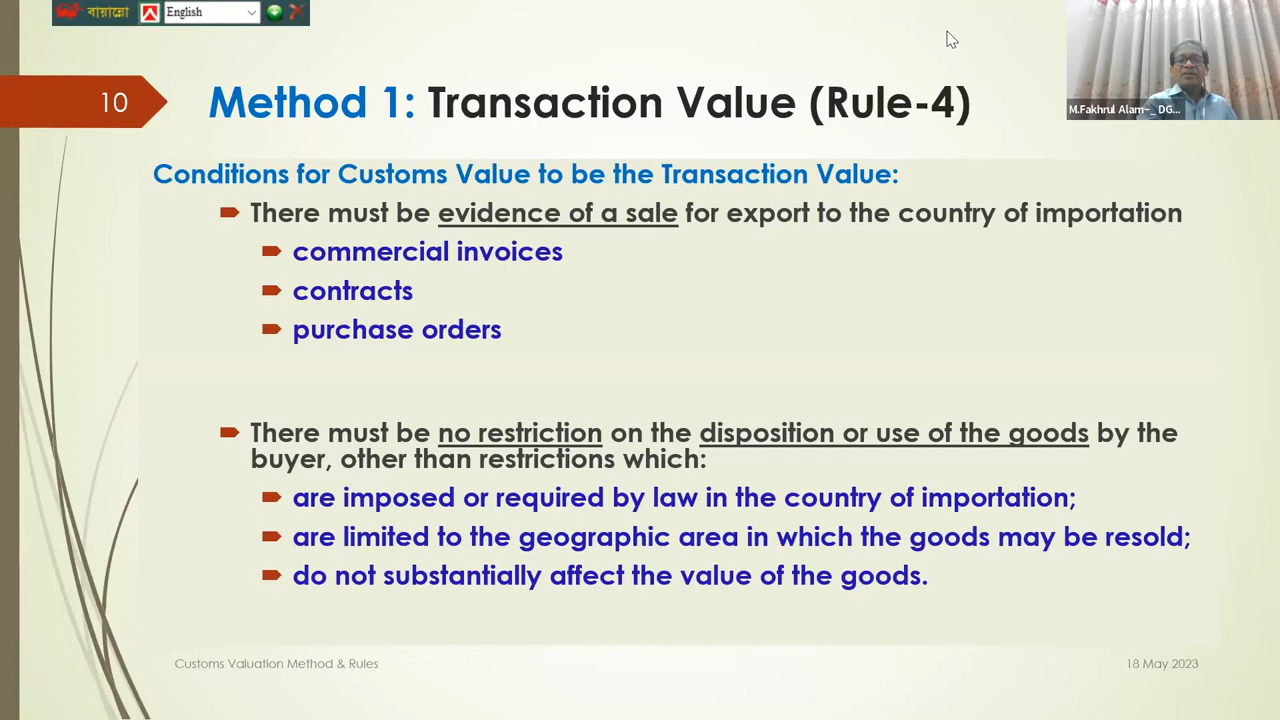 বায়ান্নো
English
10
Method 1: Transaction Value (Rule-4)
M.Fakhrul Alam~_ DG...
Conditions for Customs Value to be the Transaction Value:
There must be evidence of a sale for export to the country of importation
commercial invoices
contracts
purchase orders
There must be no restriction on the disposition or use of the goods by the
buyer, other than restrictions which:
are imposed or required by law in the country of importation;
are limited to the geographic area in which the goods may be resold;
do not substantially affect the value of the goods.
Customs Valuation Method & Rules
18 May 2023